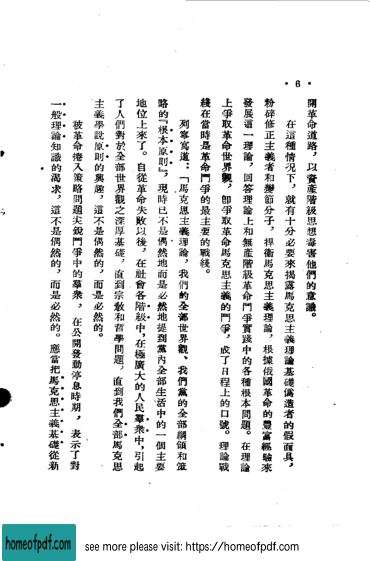 ·6·
開革命道路，以資產階級思想毒害他們的意識。
在這種情况下，就有十分必要來揭露馬克思主義理論基礎僞造者的假面具，
粉碎修正主義者和變節分子，捍衞馬克思主義理論，根據俄國革命的豐富經驗來
發展這一理論，回答理論上和無產階級革命鬥爭實踐中的各種根本問題。在理論
上爭取革命世界觀，卽爭取革命馬克思主義的鬥爭，成了日程上的口號。理論戰
綫在當時是革命鬥爭的最主要的戰綫。
列寧寫道：「馬克思主義理論，我們的全部世界觀、我們黨的全部綱領和策
略的『根本原則』，現時已不是偶然地而是必然地提到黨內全部生活中的一個主要
地位上來了。自從革命失敗以後，在社會各階級中，在極廣大的人民羣衆中，引起
了人們對於全部世界觀之深厚基礎，直到宗敎和哲學問題，直到我們全部馬克思
主義學說原則的興趣，這不是偶然的，而是必然的。
被革命捲入策略問題尖銳鬥爭中的羣衆，在公開發動停息時期，表示了對
一般理論知識的渴求，這不是偶然的，而是必然的。應當把馬克思主義基礎從新
homeofpdf.com
see more please visit: https://homeofpdf.com